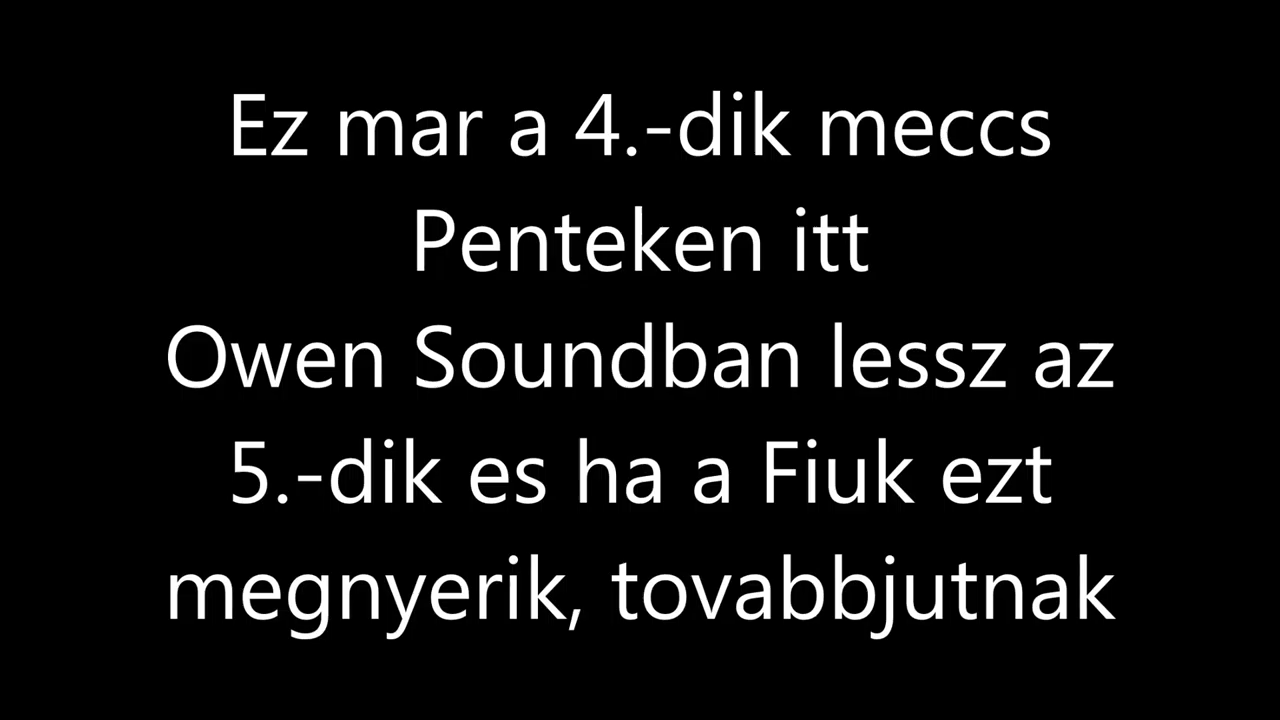 Ez mar a 4.-dik meccs
Penteken itt
Owen Soundban lessz az
5.-dik es ha a Fiuk ezt
megnyerik, tovabbjutnak